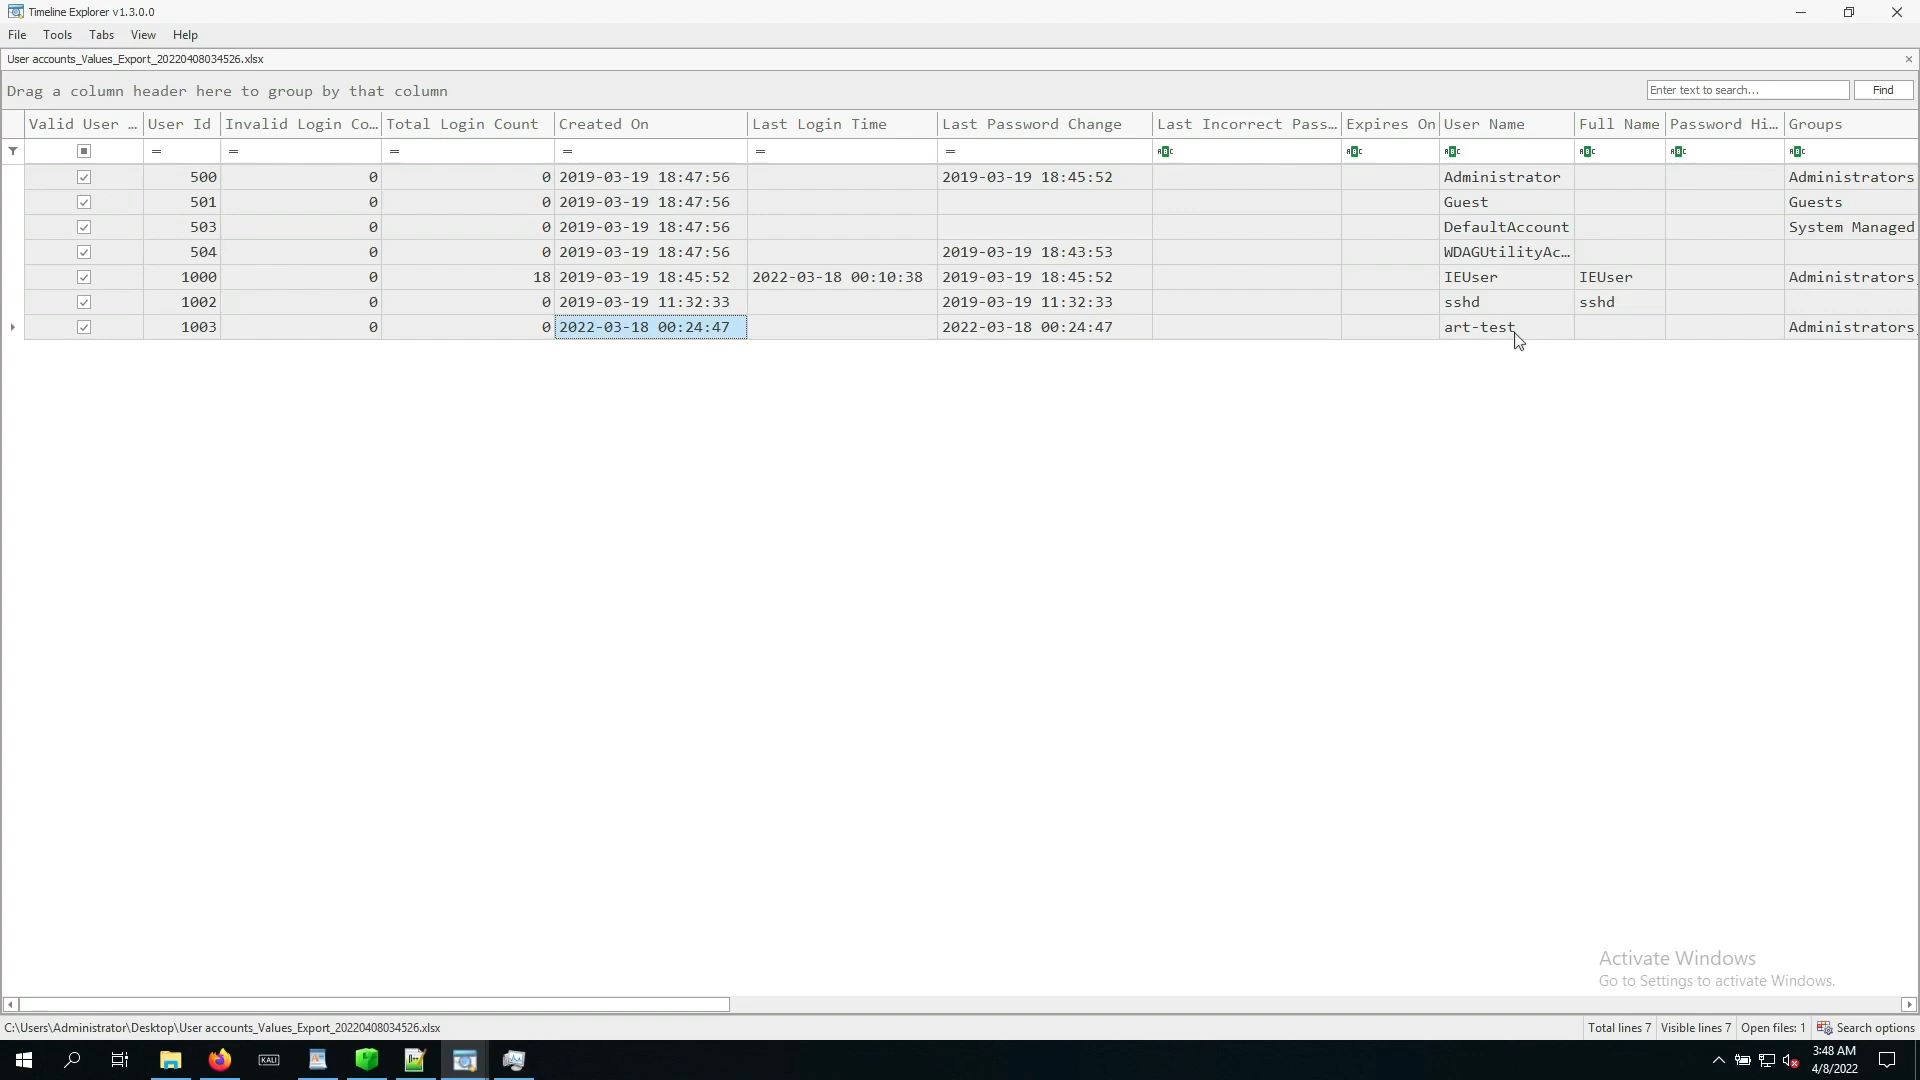 Timeline Explorer v1.3.0.0
File Tools Tabs View Help
User accounts_Values_Export_20220408034526.xlsx
Drag a column header here to group by that column
Enter text to search...
Find
Valid User ... User Id Invalid Login Co... Total Login Count Created On Last Login Time Last Password Change Last Incorrect Pass... Expires On User Name Full Name Password Hi... Groups
= = = = = = ABC ABC ABC ABC ABC ABC
500 0 0 2019-03-19 18:47:56 2019-03-19 18:45:52 Administrator Administrators
501 0 0 2019-03-19 18:47:56 Guest Guests
503 0 0 2019-03-19 18:47:56 DefaultAccount System Managed
504 0 0 2019-03-19 18:47:56 2019-03-19 18:43:53 WDAGUtilityAc...
1000 0 18 2019-03-19 18:45:52 2022-03-18 00:10:38 2019-03-19 18:45:52 IEUser IEUser Administrators,
1002 0 0 2019-03-19 11:32:33 2019-03-19 11:32:33 sshd sshd
1003 0 0 2022-03-18 00:24:47 2022-03-18 00:24:47 art-test Administrators,
Activate Windows
Go to Settings to activate Windows.
C:\Users\Administrator\Desktop\User accounts_Values_Export_20220408034526.xlsx
Total lines 7 Visible lines 7 Open files: 1 Search options
KALI
3:48 AM
4/8/2022